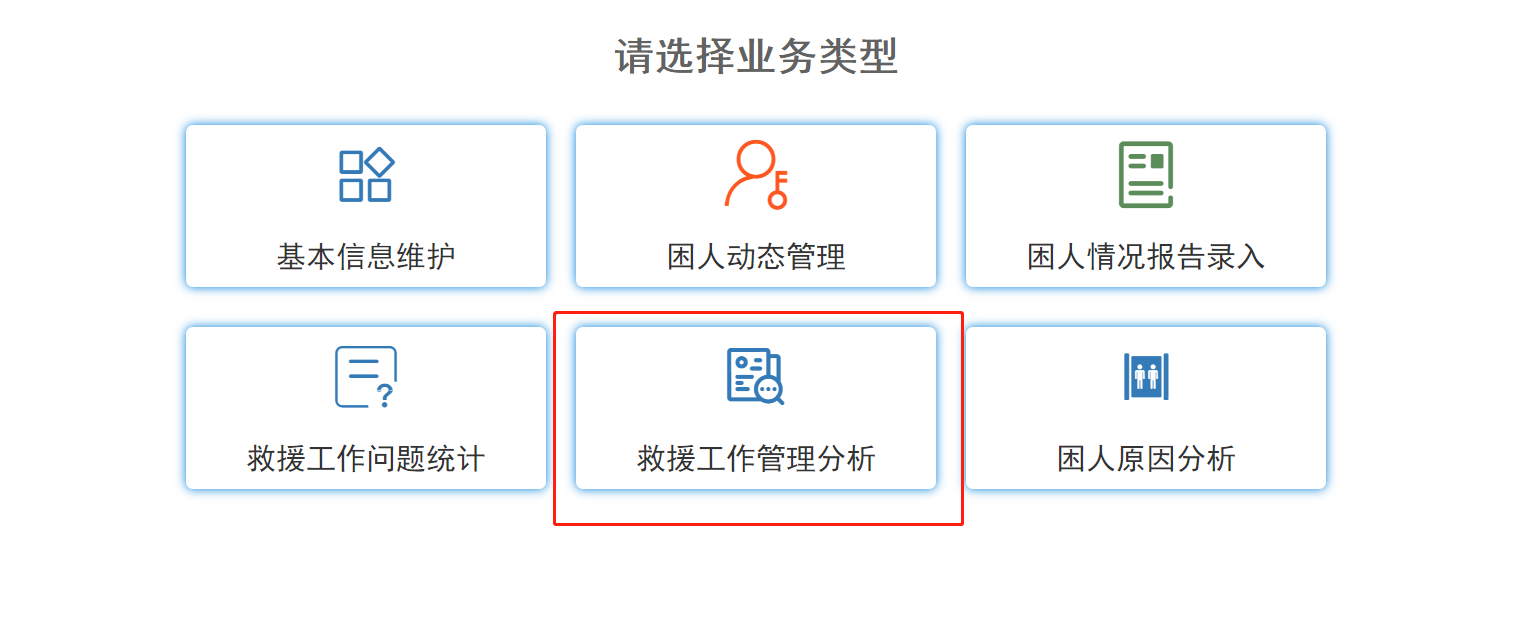 请选择业务类型
基本信息维护
困人动态管理
困人情况报告录入
救援工作问题统计
救援工作管理分析
困人原因分析